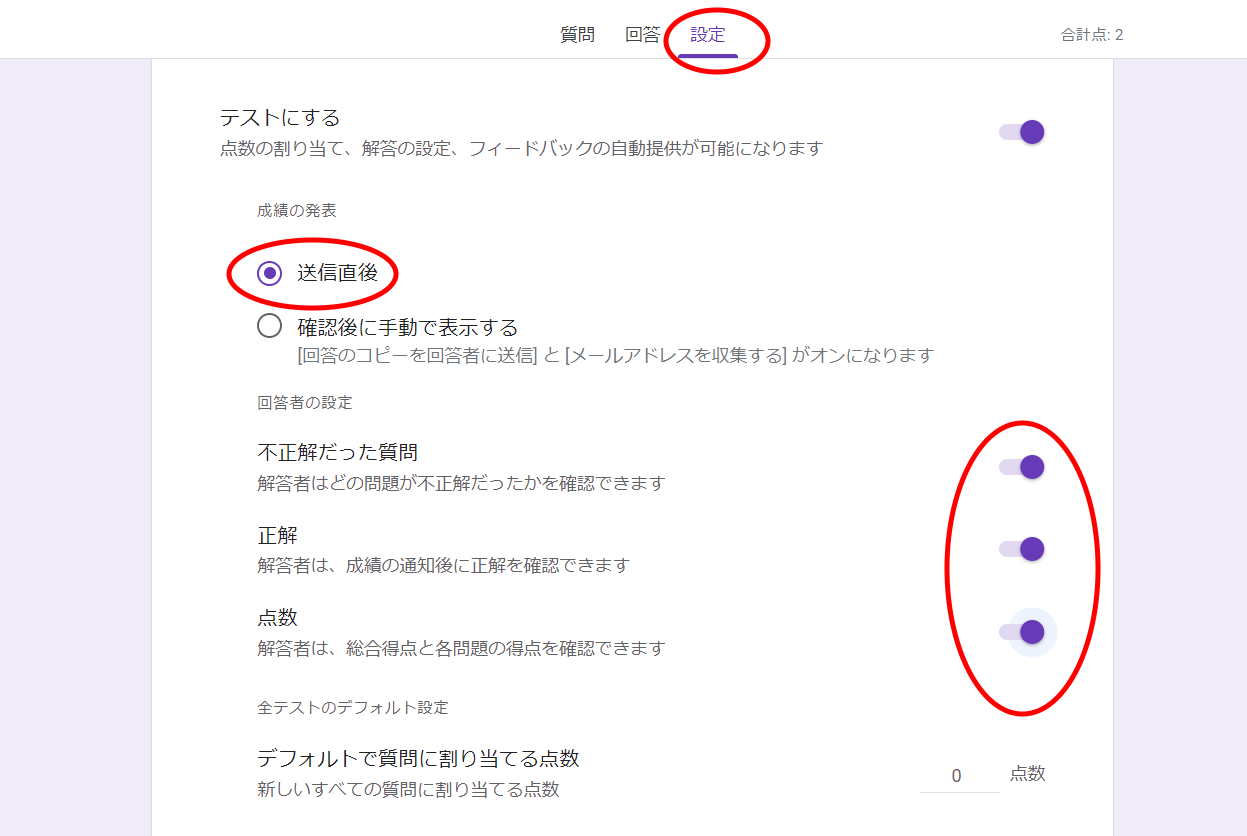 質問 回答 設定 合計点: 2
テストにする
点数の割り当て、解答の設定、フィードバックの自動提供が可能になります
成績の発表
送信直後
確認後に手動で表示する
[回答のコピーを回答者に送信] と [メールアドレスを収集する] がオンになります
回答者の設定
不正解だった質問
解答者はどの問題が不正解だったかを確認できます
正解
解答者は、成績の通知後に正解を確認できます
点数
解答者は、総合得点と各問題の得点を確認できます
全テストのデフォルト設定
デフォルトで質問に割り当てる点数
新しいすべての質問に割り当てる点数
0 点数